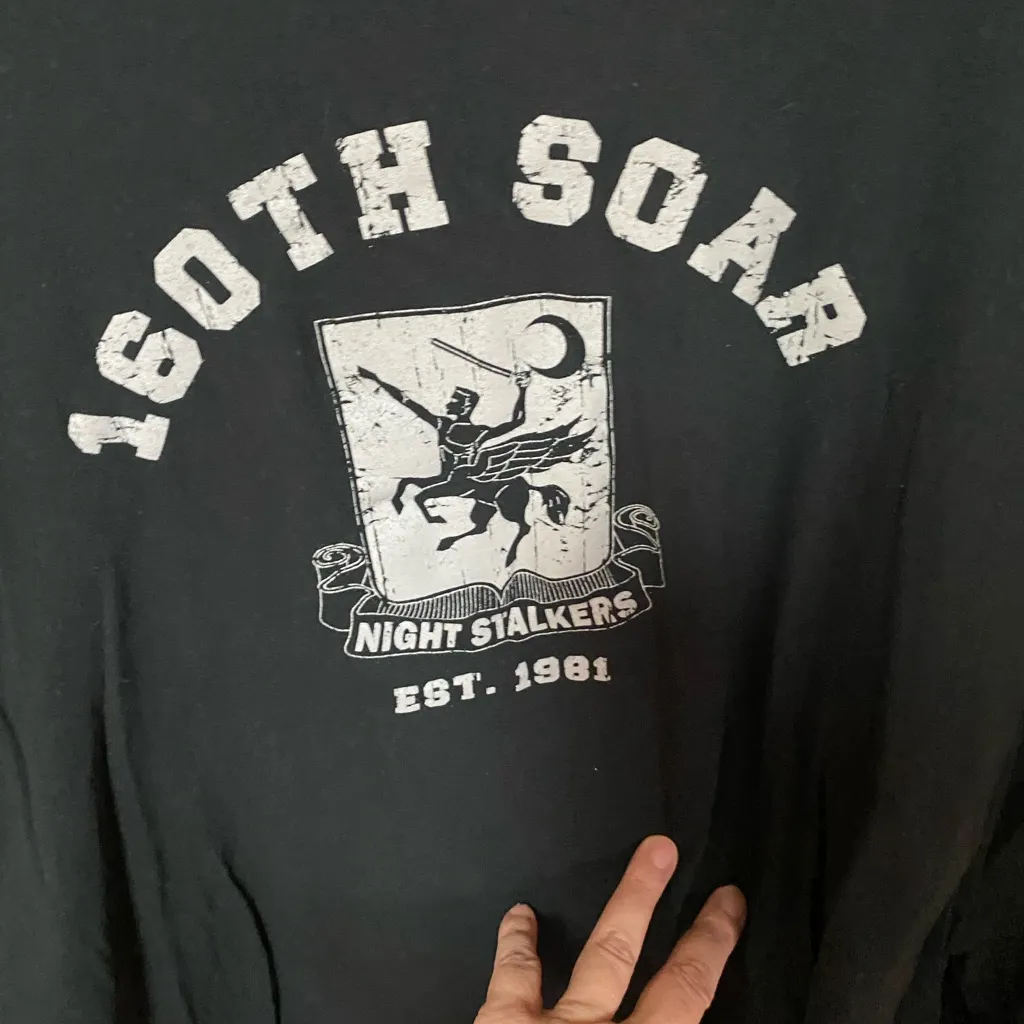 160TH SOAR
NIGHT STALKERS
EST. 1981